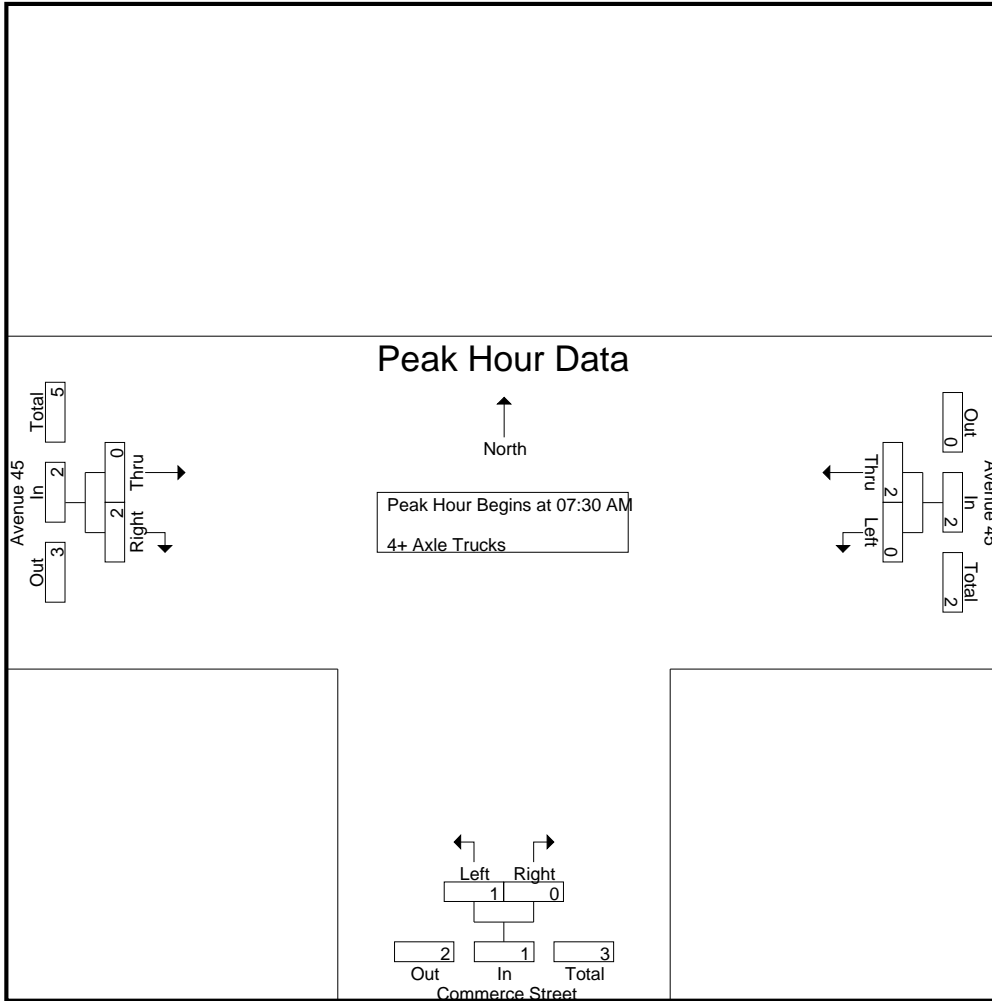 Peak Hour Data
North
Peak Hour Begins at 07:30 AM
4+ Axle Trucks
Avenue 45
Total
5
In
2
Out
3
Thru
0
Right
2
Avenue 45
Out
0
In
2
Total
2
Thru
2
Left
0
Left Right
1 0
2 1 3
Out In Total
Commerce Street